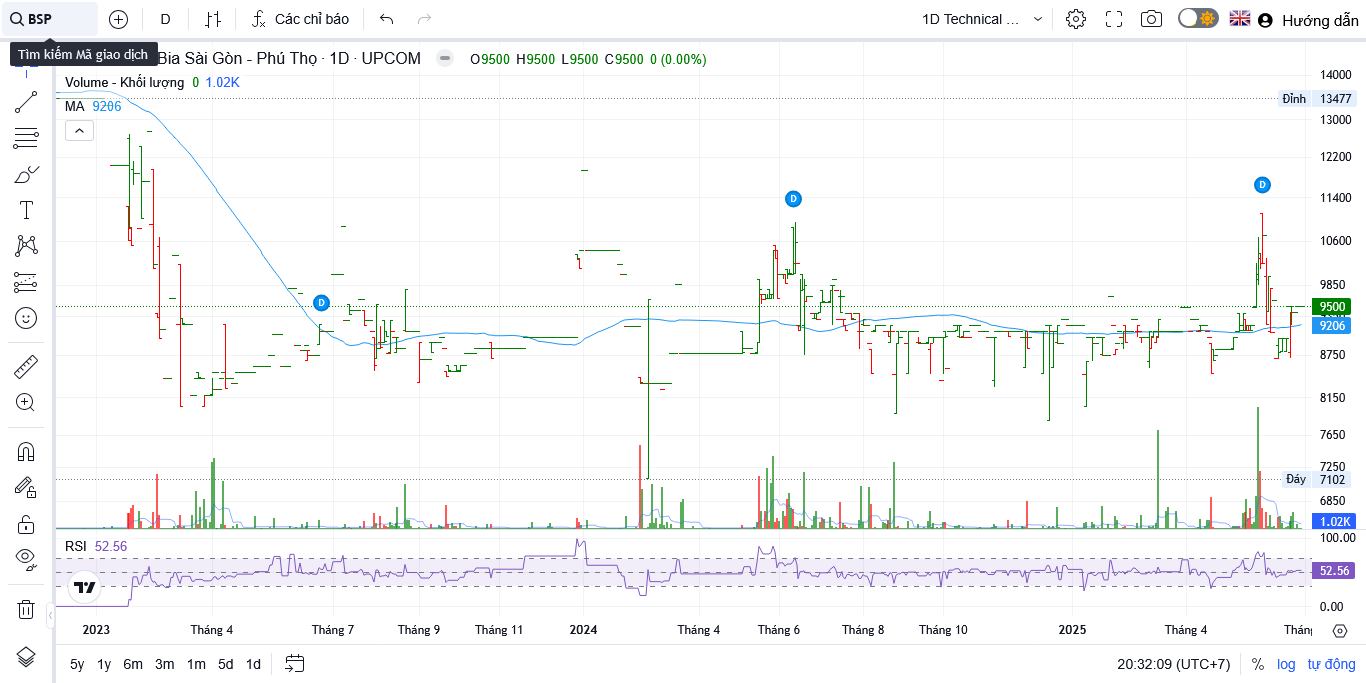 BSP D Các chỉ báo 1D Technical ... Hướng dẫn
Tìm kiếm Mã giao dịch
Bia Sài Gòn - Phú Thọ · 1D · UPCOM O9500 H9500 L9500 C9500 0 (0.00%)
Volume - Khối lượng 0 1.02K
MA 9206
14000
Đỉnh 13477
13000
12200
11400
10600
9850
9500
9206
8750
8150
7650
7250
Đáy 7102
6850
1.02K
D
D
D
RSI 52.56
100.00
52.56
0.00
2023 Tháng 4 Tháng 7 Tháng 9 Tháng 11 2024 Tháng 4 Tháng 6 Tháng 8 Tháng 10 2025 Tháng 4
5y 1y 6m 3m 1m 5d 1d 20:32:09 (UTC+7) % log tự động